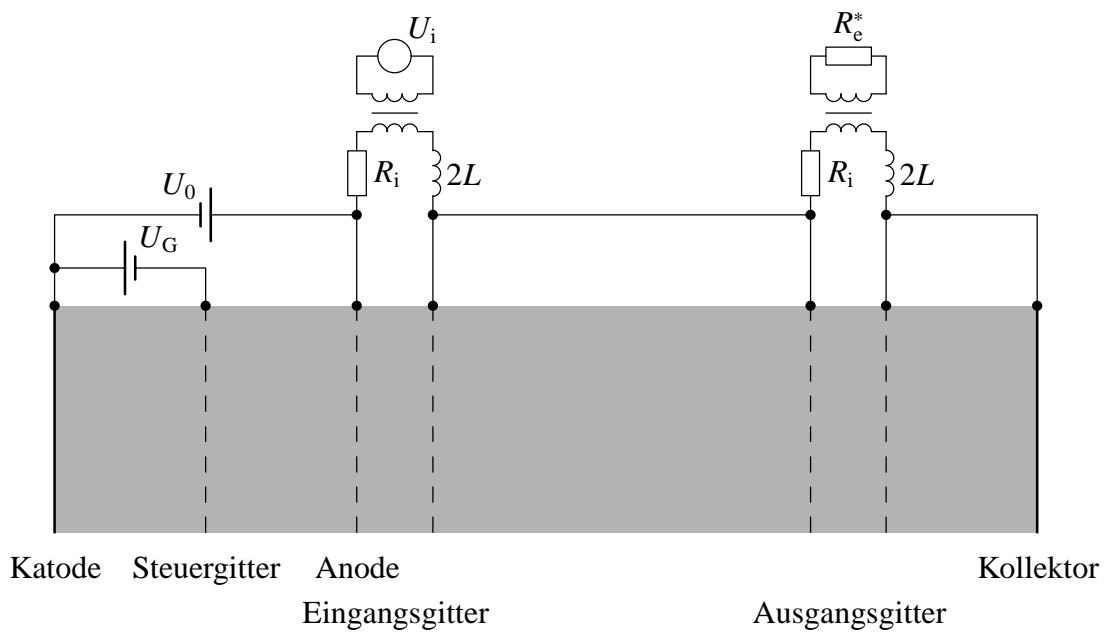 U_i
R_e^*
R_i
2L
R_i
2L
U_0
U_G
Katode
Steuergitter
Anode
Kollektor
Eingangsgitter
Ausgangsgitter